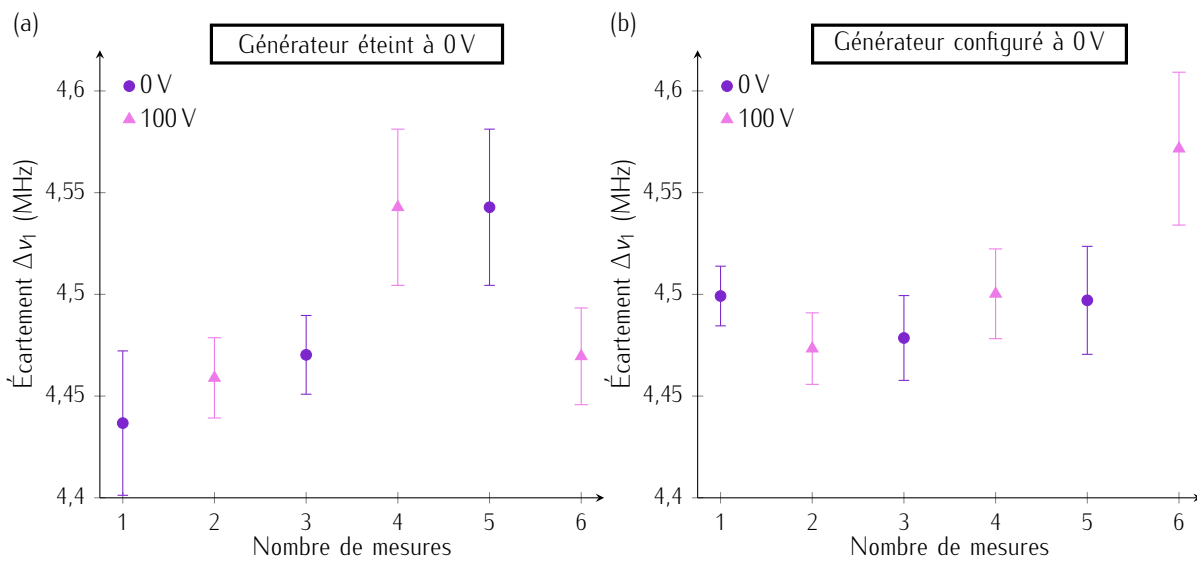 (a)
Générateur éteint à 0 V
0 V
100 V
4,6
4,55
4,5
4,45
4,4
Écartement Δν₁ (MHz)
1 2 3 4 5 6
Nombre de mesures
(b)
Générateur configuré à 0 V
0 V
100 V
4,6
4,55
4,5
4,45
4,4
Écartement Δν₁ (MHz)
1 2 3 4 5 6
Nombre de mesures